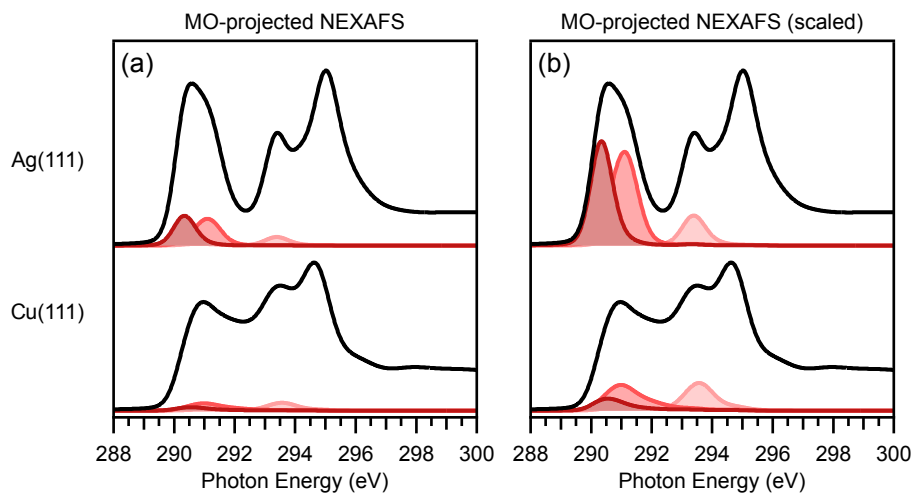 MO-projected NEXAFS
MO-projected NEXAFS (scaled)
(a)
(b)
Ag(111)
Cu(111)
288 290 292 294 296 298 300
288 290 292 294 296 298 300
Photon Energy (eV)
Photon Energy (eV)